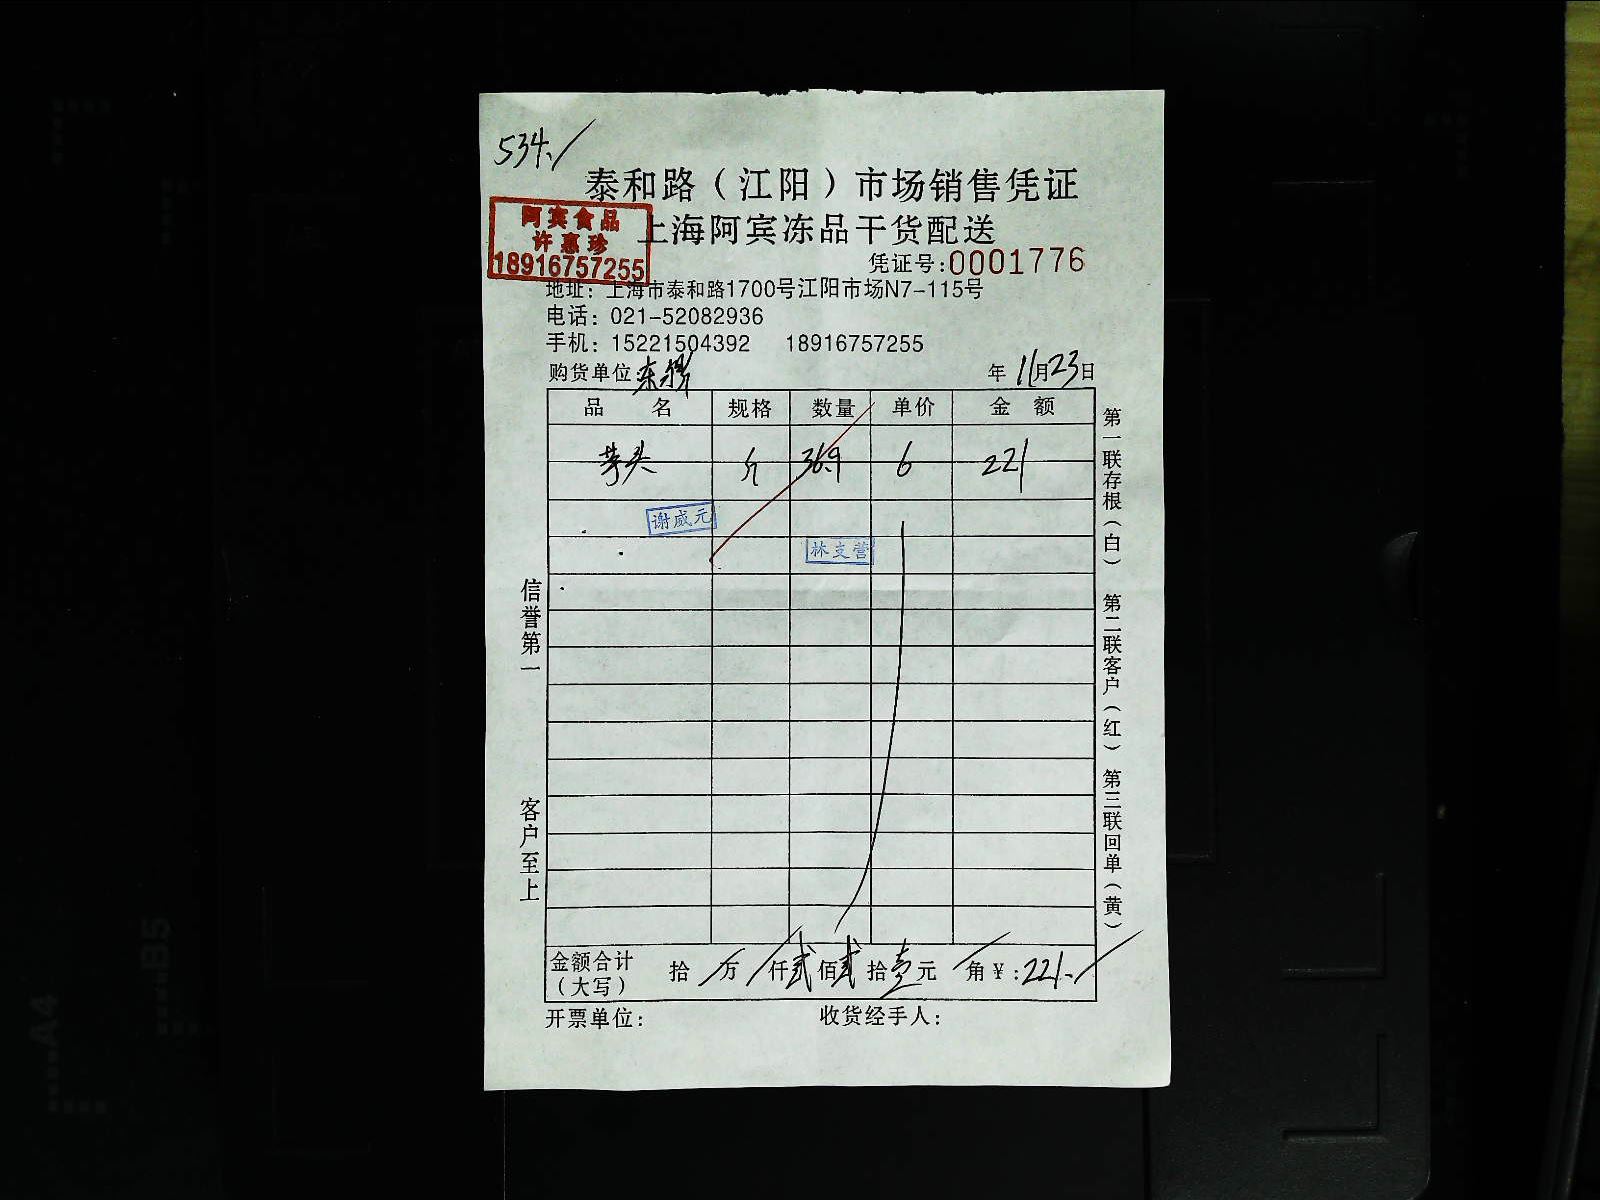 534.
泰和路（江阳）市场销售凭证
阿宾食品
许惠珍
18916757255
上海阿宾冻品干货配送
凭证号:0001776
地址：上海市泰和路1700号江阳市场N7-115号
电话：021-52082936
手机：15221504392 18916757255
购货单位 年 11月23日
品 名 规格 数量 单价 金 额
芋头 斤 36.9 6 221
谢威元
林支营
信誉第一
客户至上
第一联存根（白） 第二联客户（红） 第三联回单（黄）
金额合计（大写） 拾 万 仟 贰 佰 贰 拾 壹 元 角 ¥:221.
开票单位: 收货经手人: